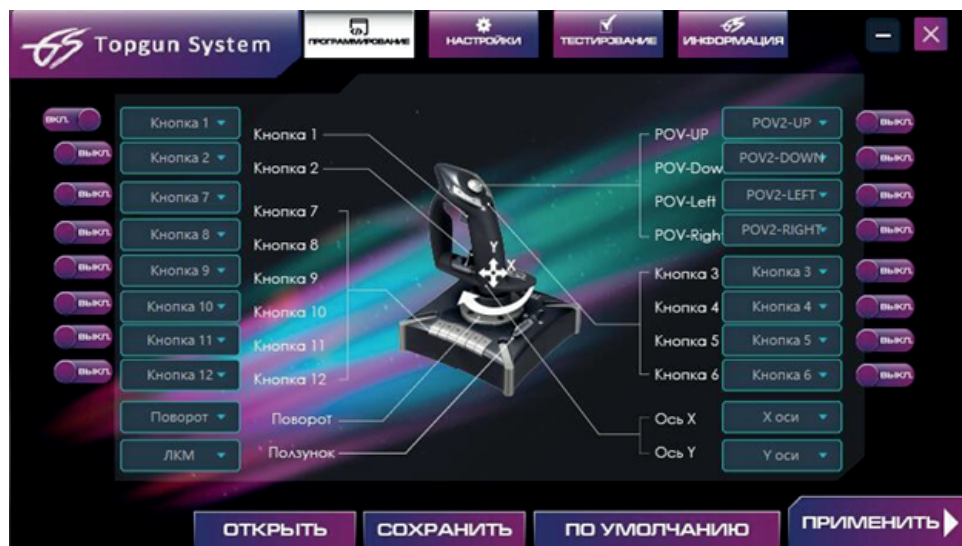 GS Topgun System
ПРОГРАММИРОВАНИЕ
НАСТРОЙКИ
ТЕСТИРОВАНИЕ
ИНФОРМАЦИЯ
ВКЛ. Кнопка 1 Кнопка 1 POV-UP POV2-UP ВЫКЛ.
ВЫКЛ. Кнопка 2 Кнопка 2 POV-Dow POV2-DOWN ВЫКЛ.
ВЫКЛ. Кнопка 7 Кнопка 7 POV-Left POV2-LEFT ВЫКЛ.
ВЫКЛ. Кнопка 8 Кнопка 8 POV-Righ POV2-RIGHT ВЫКЛ.
ВЫКЛ. Кнопка 9 Кнопка 9 Кнопка 3 Кнопка 3 ВЫКЛ.
ВЫКЛ. Кнопка 10 Кнопка 10 Кнопка 4 Кнопка 4 ВЫКЛ.
ВЫКЛ. Кнопка 11 Кнопка 11 Кнопка 5 Кнопка 5 ВЫКЛ.
ВЫКЛ. Кнопка 12 Кнопка 12 Кнопка 6 Кнопка 6 ВЫКЛ.
Y
X
Поворот Поворот Ось X X оси
ЛКМ Ползунок Ось Y Y оси
ОТКРЫТЬ СОХРАНИТЬ ПО УМОЛЧАНИЮ ПРИМЕНИТЬ